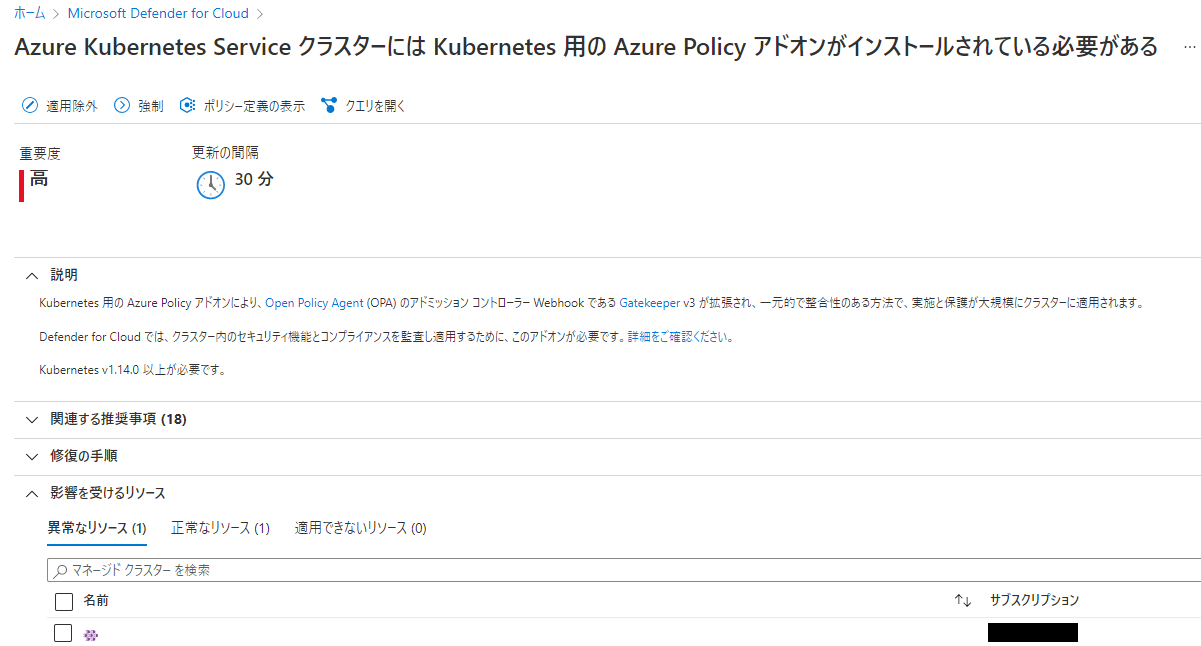 ホーム > Microsoft Defender for Cloud >
Azure Kubernetes Service クラスターには Kubernetes 用の Azure Policy アドオンがインストールされている必要がある ...
適用除外 強制 ポリシー定義の表示 クエリを開く
重要度 更新の間隔
高 30 分
説明
Kubernetes 用の Azure Policy アドオンにより、Open Policy Agent (OPA) のアドミッション コントローラー Webhook である Gatekeeper v3 が拡張され、一元的で整合性のある方法で、実施と保護が大規模にクラスターに適用されます。
Defender for Cloud では、クラスター内のセキュリティ機能とコンプライアンスを監査し適用するために、このアドオンが必要です。詳細をご確認ください。
Kubernetes v1.14.0 以上が必要です。
関連する推奨事項 (18)
修復の手順
影響を受けるリソース
異常なリソース (1) 正常なリソース (1) 適用できないリソース (0)
マネージド クラスター を検索
名前 ↑↓ サブスクリプション